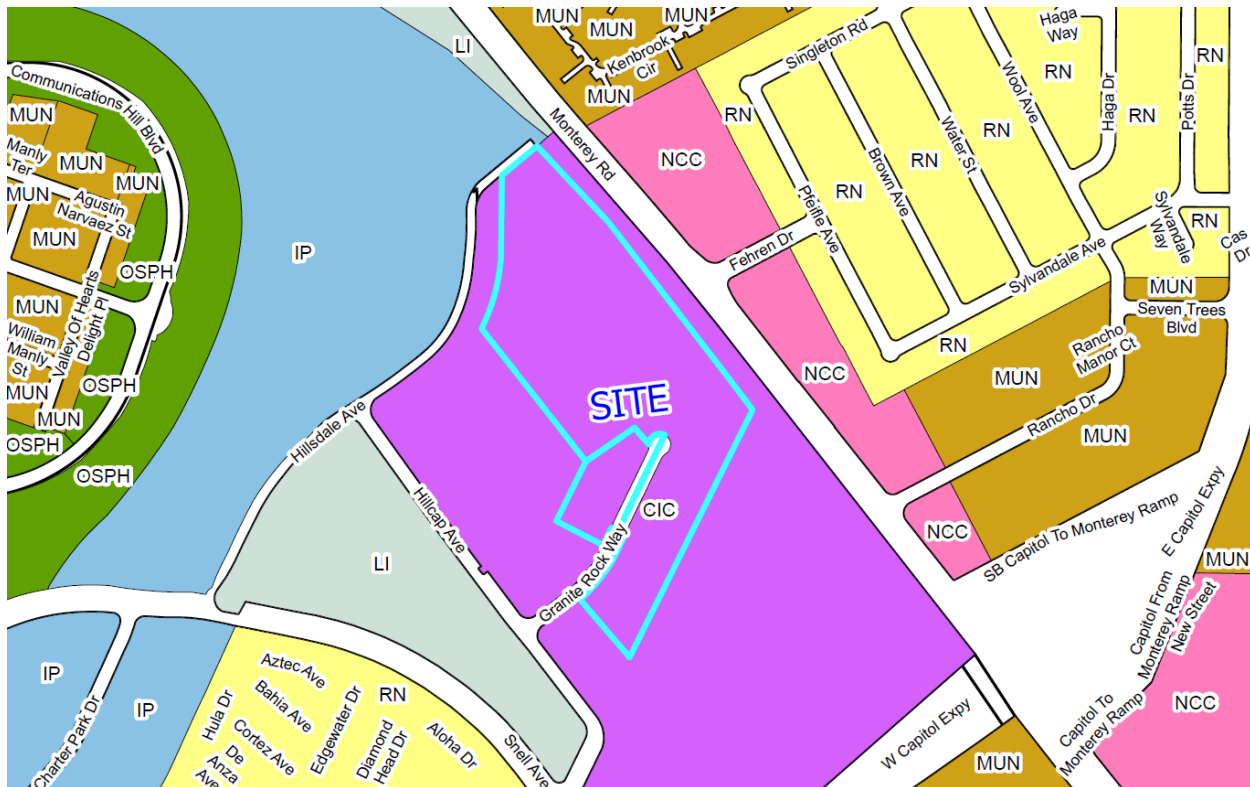 MUN
MUN
LI
Kenbrook
Cir
MUN
Singleton Rd
Haga
Way
RN
Communications
Hill Blvd
MUN
Manly
Ter
MUN
MUN
MUN
Agustin
Narvaez St
MUN
Monterey Rd
NCC
RN
Wool Ave
RN
Haga Dr
RN
Potts Dr
RN
Water St
RN
Brown Ave
RN
Pfeifle Ave
RN
Fehren Dr
Sylvandale Ave
Sylvandale
Way
RN
Cas
Dr
IP
OSPH
MUN
Valley Of Hearts
Delight Pl
William
Manly
St
MUN
MUN
OSPH
OSPH
OSPH
MUN
Seven Trees
Blvd
RN
Rancho
Manor Ct
MUN
NCC
Rancho Dr
MUN
SITE
Hillsdale Ave
Hillcap Ave
CIC
Granite Rock Way
LI
NCC
SB Capitol To Monterey Ramp
E Capitol Expy
MUN
Capitol From
Monterey Ramp
New Street
NCC
Capitol To
Monterey Ramp
W Capitol Expy
MUN
IP
IP
Charter Park Dr
Aztec Ave
Bahia Ave
Hula Dr
Cortez Ave
De
Anza
Ave
Edgewater Dr
RN
Diamond
Head Dr
Aloha Dr
Snell Ave